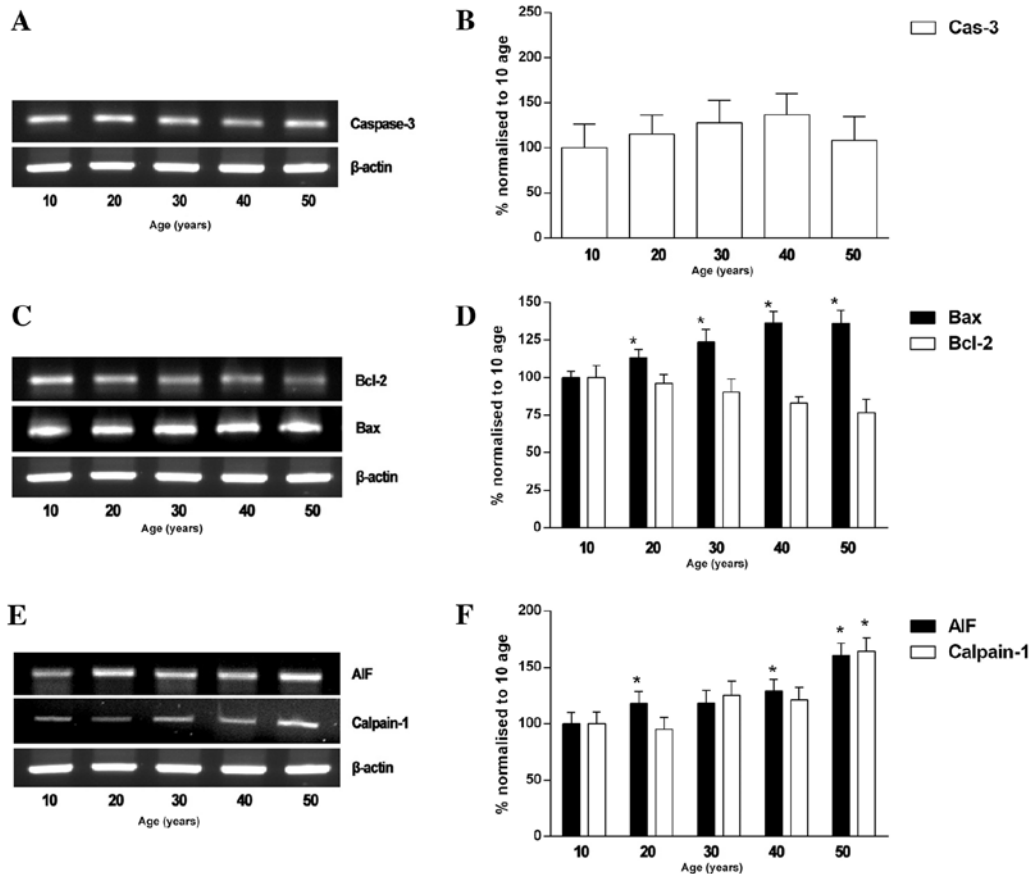 A
Caspase-3
β-actin
10 20 30 40 50
Age (years)
B
Cas-3
% normalised to 10 age
250
200
150
100
50
0
10 20 30 40 50
Age (years)
C
Bcl-2
Bax
β-actin
10 20 30 40 50
Age (years)
D
Bax
Bcl-2
% normalised to 10 age
150
125
100
75
50
25
0
* * * *
10 20 30 40 50
Age (years)
E
AIF
Calpain-1
β-actin
10 20 30 40 50
Age (years)
F
AIF
Calpain-1
% normalised to 10 age
200
150
100
50
0
* * * *
10 20 30 40 50
Age (years)